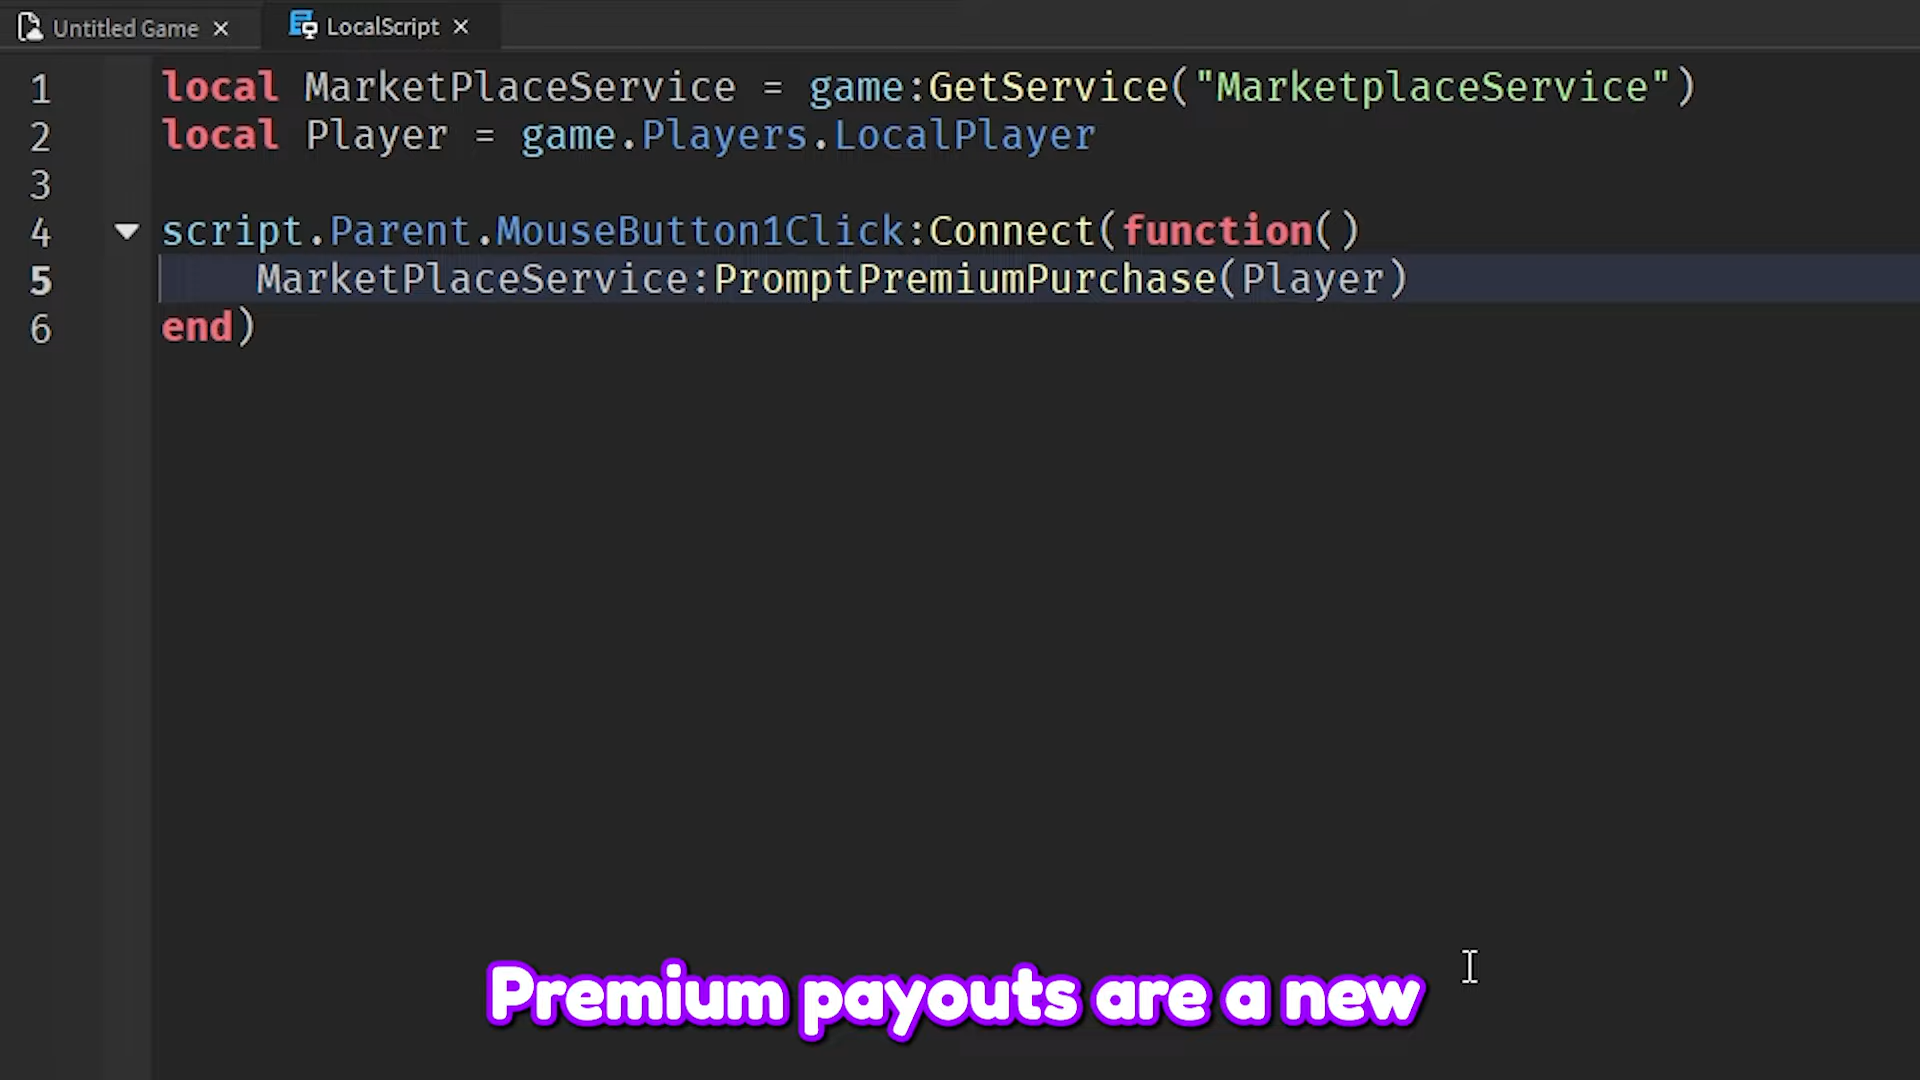 Untitled Game × LocalScript ×
1 local MarketPlaceService = game:GetService("MarketplaceService")
2 local Player = game.Players.LocalPlayer
3
4 script.Parent.MouseButton1Click:Connect(function()
5 MarketPlaceService:PromptPremiumPurchase(Player)
6 end)
Premium payouts are a new